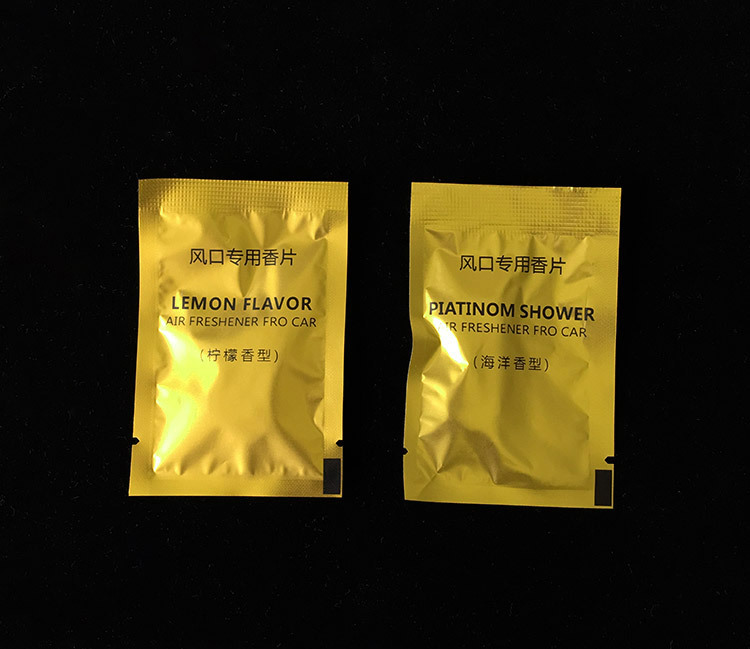 风口专用香片
LEMON FLAVOR
AIR FRESHENER FRO CAR
(柠檬香型)
风口专用香片
PIATINOM SHOWER
AIR FRESHENER FRO CAR
(海洋香型)